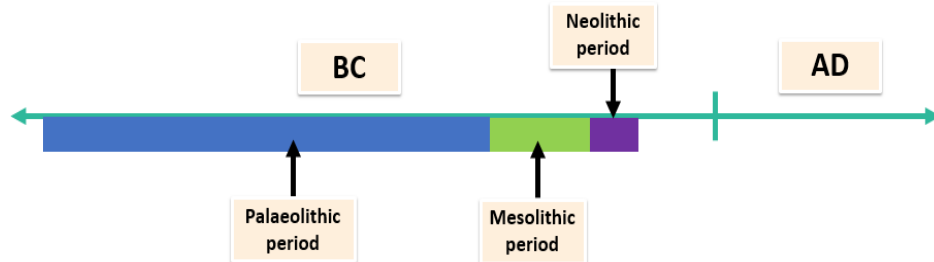 Neolithic
period
BC
AD
Palaeolithic
period
Mesolithic
period